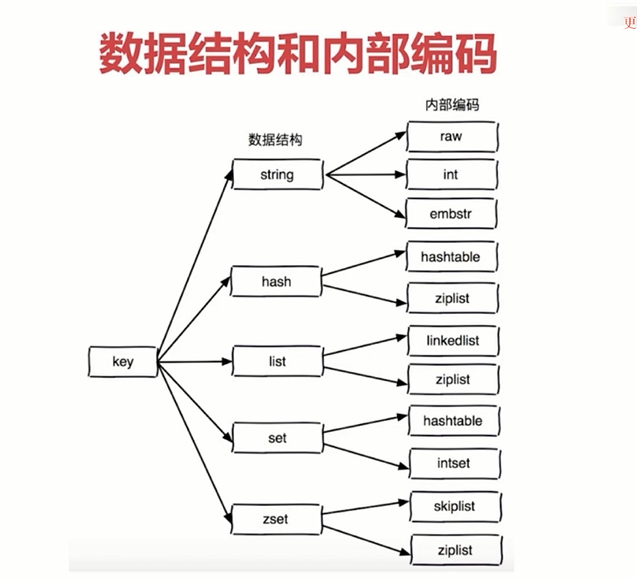 更
数据结构和内部编码
内部编码
数据结构
raw
string
int
embstr
hashtable
hash
ziplist
linkedlist
key
list
ziplist
hashtable
set
intset
skiplist
zset
ziplist